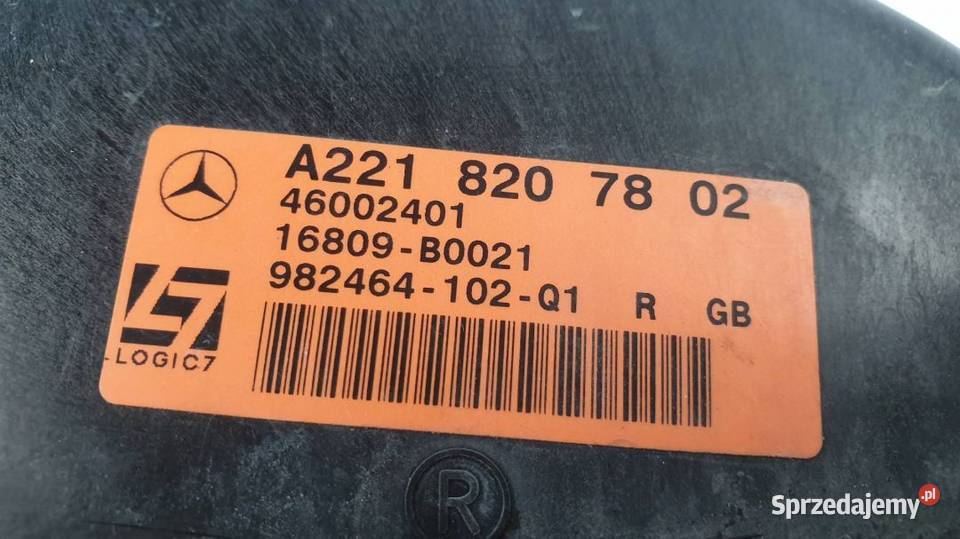 A221 820 78 02
46002401
16809-B0021
982464-102-Q1 R GB
LOGIC7
R
Sprzedajemy.pl